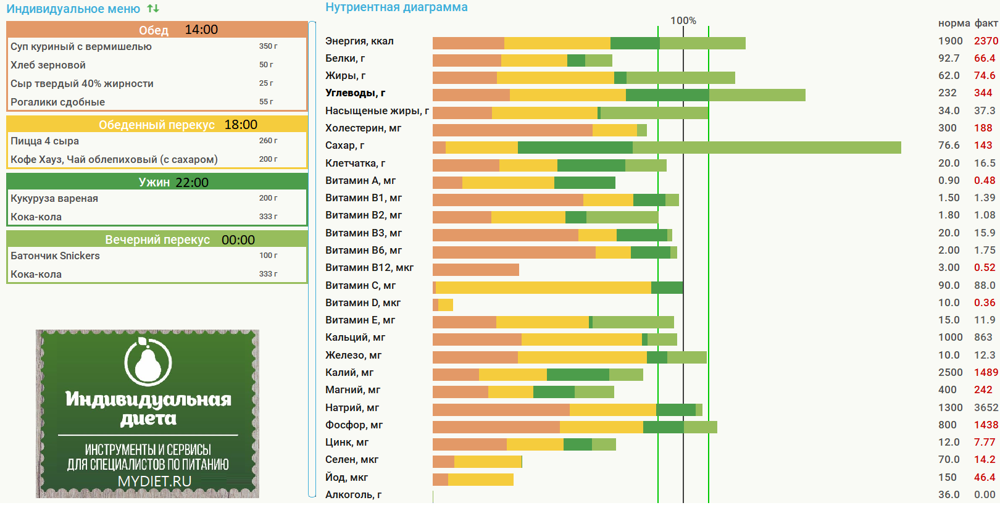 Индивидуальное меню
Обед 14:00
Суп куриный с вермишелью 350 г
Хлеб зерновой 50 г
Сыр твердый 40% жирности 25 г
Рогалики сдобные 55 г
Обеденный перекус 18:00
Пицца 4 сыра 260 г
Кофе Хауз, Чай облепиховый (с сахаром) 200 г
Ужин 22:00
Кукуруза вареная 200 г
Кока-кола 333 г
Вечерний перекус 00:00
Батончик Snickers 100 г
Кока-кола 333 г
Индивидуальная
диета
ИНСТРУМЕНТЫ И СЕРВИСЫ
ДЛЯ СПЕЦИАЛИСТОВ ПО ПИТАНИЮ
MYDIET.RU
Нутриентная диаграмма
100%
норма факт
Энергия, ккал 1900 2370
Белки, г 92.7 66.4
Жиры, г 62.0 74.6
Углеводы, г 232 344
Насыщеные жиры, г 34.0 37.3
Холестерин, мг 300 188
Сахар, г 76.6 143
Клетчатка, г 20.0 16.5
Витамин A, мг 0.90 0.48
Витамин B1, мг 1.50 1.39
Витамин B2, мг 1.80 1.08
Витамин B3, мг 20.0 15.9
Витамин B6, мг 2.00 1.75
Витамин B12, мкг 3.00 0.52
Витамин C, мг 90.0 88.0
Витамин D, мкг 10.0 0.36
Витамин E, мг 15.0 11.9
Кальций, мг 1000 863
Железо, мг 10.0 12.3
Калий, мг 2500 1489
Магний, мг 400 242
Натрий, мг 1300 3652
Фосфор, мг 800 1438
Цинк, мг 12.0 7.77
Селен, мкг 70.0 14.2
Йод, мкг 150 46.4
Алкоголь, г 36.0 0.00